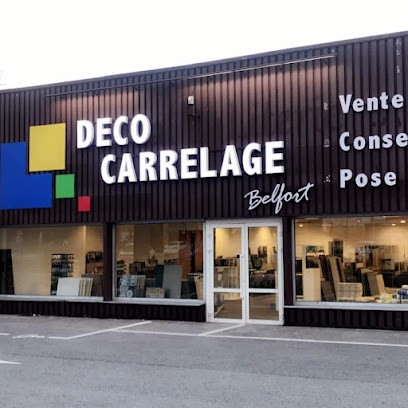 DECO
CARRELAGE
Belfort
Vente
Conse
Pose